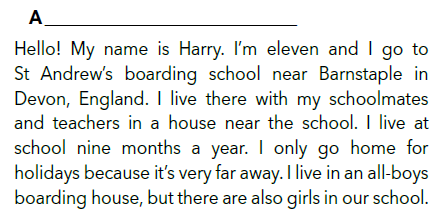 A
Hello! My name is Harry. I'm eleven and I go to
St Andrew's boarding school near Barnstaple in
Devon, England. I live there with my schoolmates
and teachers in a house near the school. I live at
school nine months a year. I only go home for
holidays because it's very far away. I live in an all-boys
boarding house, but there are also girls in our school.